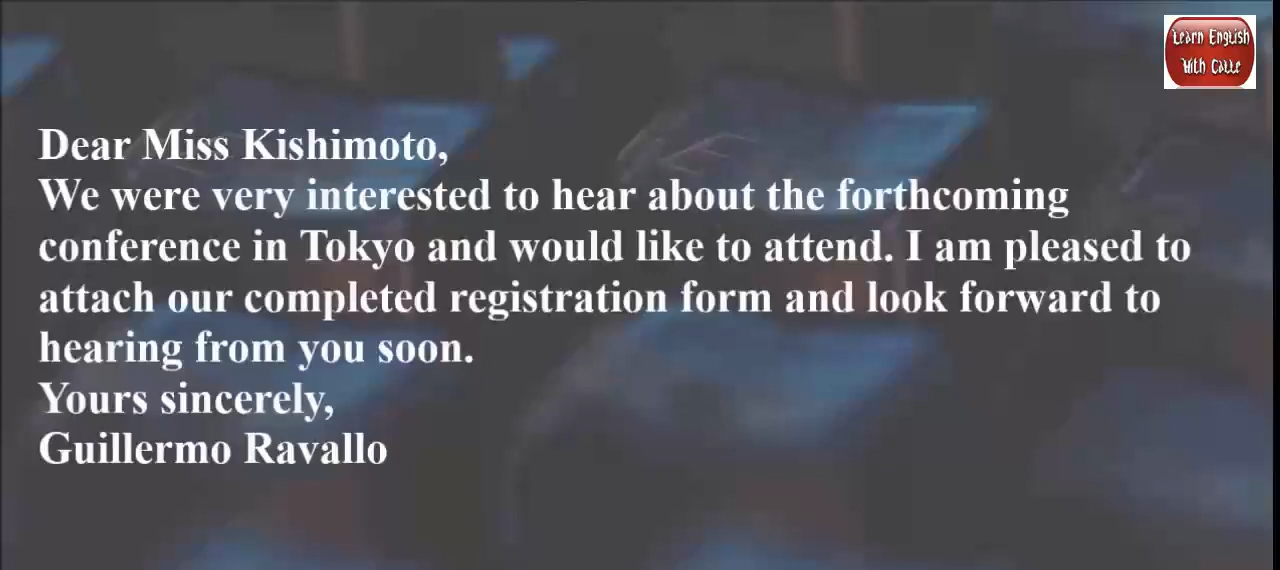 Learn English
With Calle
Dear Miss Kishimoto,
We were very interested to hear about the forthcoming
conference in Tokyo and would like to attend. I am pleased to
attach our completed registration form and look forward to
hearing from you soon.
Yours sincerely,
Guillermo Ravallo